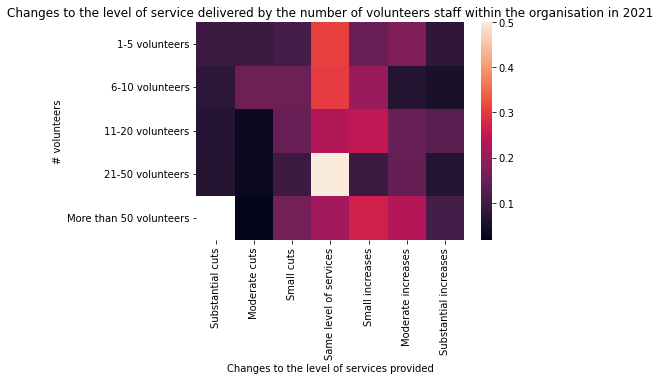 Changes to the level of service delivered by the number of volunteers staff within the organisation in 2021
# volunteers
1-5 volunteers
6-10 volunteers
11-20 volunteers
21-50 volunteers
More than 50 volunteers
0.5
0.4
0.3
0.2
0.1
Substantial cuts
Moderate cuts
Small cuts
Same level of services
Small increases
Moderate increases
Substantial increases
Changes to the level of services provided